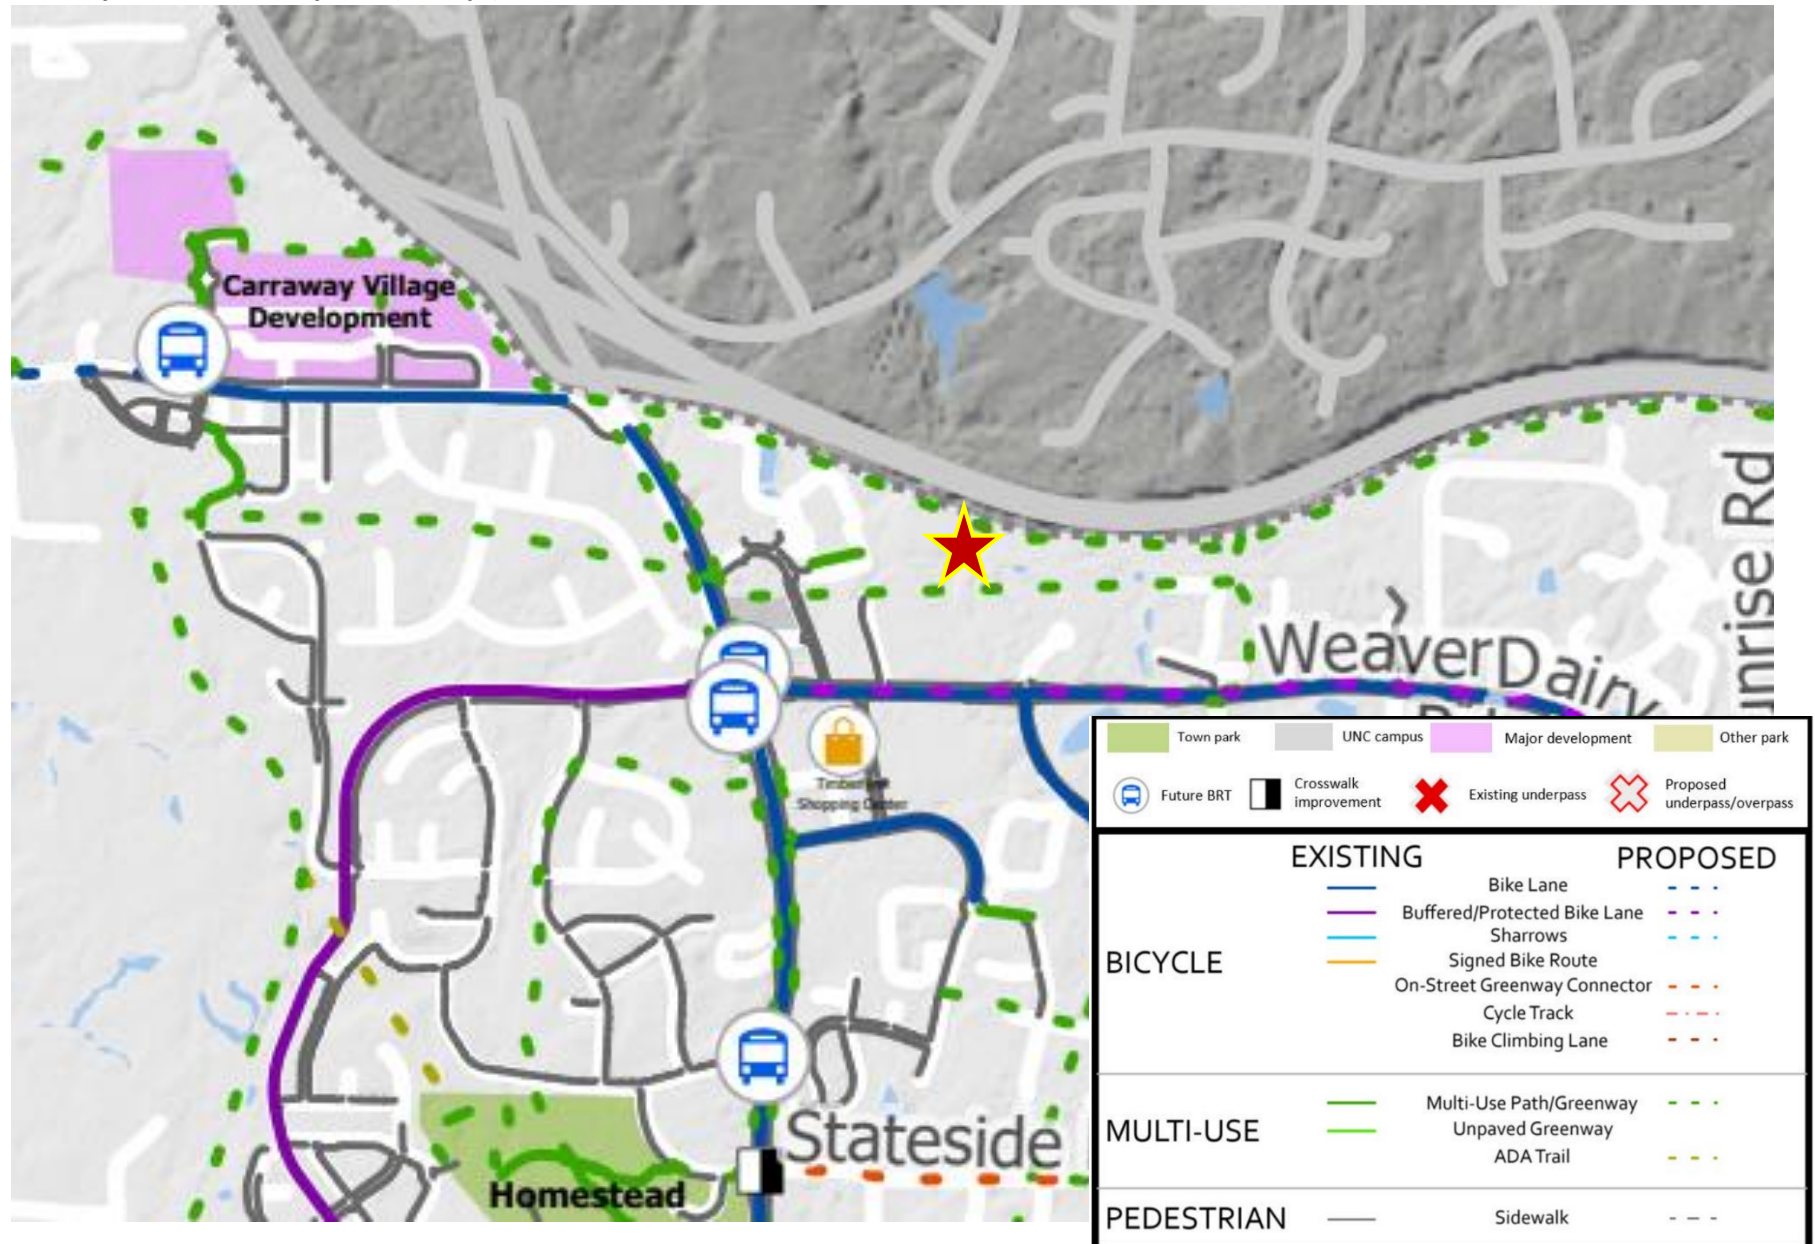 Carraway Village
Development
Sunrise Rd
WeaverDairy
Shopping Center
Stateside
Homestead
Town park
UNC campus
Major development
Other park
Future BRT
Crosswalk
improvement
Existing underpass
Proposed
underpass/overpass
EXISTING
PROPOSED
BICYCLE
Bike Lane
Buffered/Protected Bike Lane
Sharrows
Signed Bike Route
On-Street Greenway Connector
Cycle Track
Bike Climbing Lane
MULTI-USE
Multi-Use Path/Greenway
Unpaved Greenway
ADA Trail
PEDESTRIAN
Sidewalk